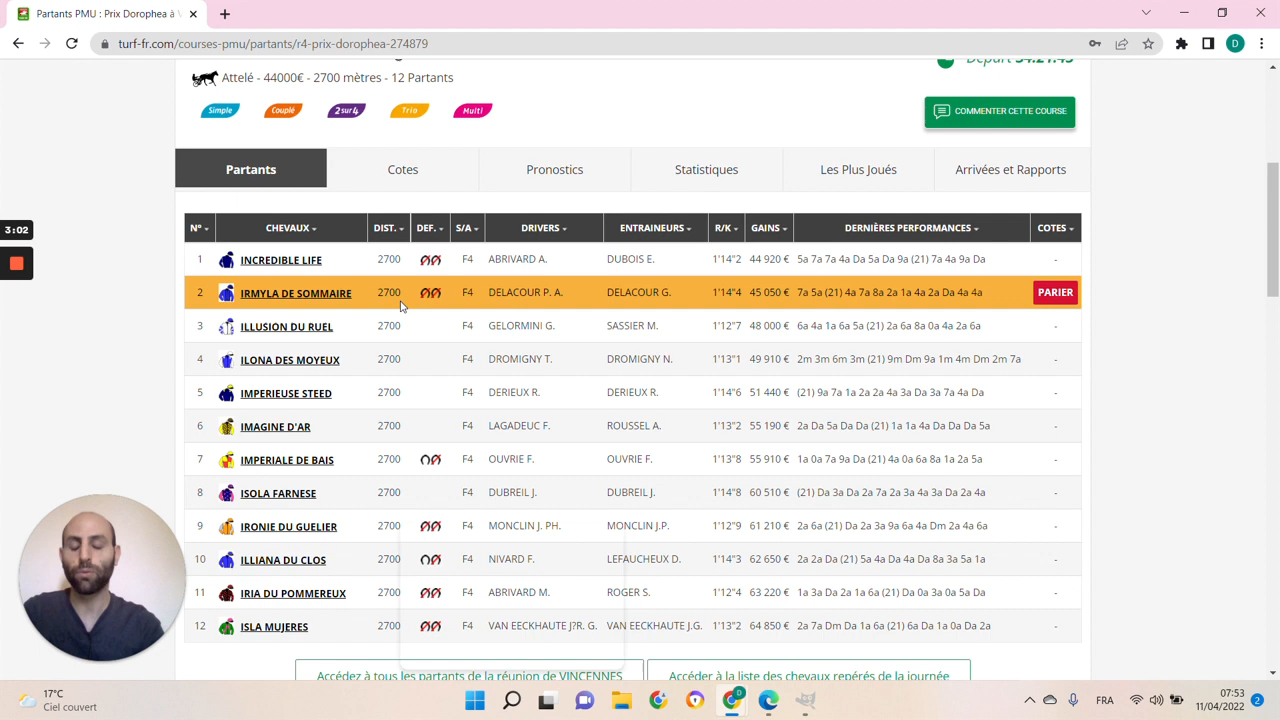 Partants PMU : Prix Dorophea à
turf-fr.com/courses-pmu/partants/r4-prix-dorophea-274879
D
Attelé - 44000€ - 2700 mètres - 12 Partants
Départ 54:21:45
Simple Couplé 2sur4 Trio Multi
COMMENTER CETTE COURSE
Partants Cotes Pronostics Statistiques Les Plus Joués Arrivées et Rapports
3:02
N° CHEVAUX DIST. DEF. S/A DRIVERS ENTRAINEURS R/K GAINS DERNIÈRES PERFORMANCES COTES
1 INCREDIBLE LIFE 2700 F4 ABRIVARD A. DUBOIS E. 1'14"2 44 920 € 5a 7a 7a 4a Da 5a Da 9a (21) 7a 4a 9a Da -
2 IRMYLA DE SOMMAIRE 2700 F4 DELACOUR P. A. DELACOUR G. 1'14"4 45 050 € 7a 5a (21) 4a 7a 8a 2a 1a 4a 2a Da 4a 4a PARIER
3 ILLUSION DU RUEL 2700 F4 GELORMINI G. SASSIER M. 1'12"7 48 000 € 6a 4a 1a 6a 5a (21) 2a 6a 8a 0a 4a 2a 6a -
4 ILONA DES MOYEUX 2700 F4 DROMIGNY T. DROMIGNY N. 1'13"1 49 910 € 2m 3m 6m 3m (21) 9m Dm 9a 1m 4m Dm 2m 7a -
5 IMPERIEUSE STEED 2700 F4 DERIEUX R. DERIEUX R. 1'14"6 51 440 € (21) 9a 7a 1a 2a 2a 4a 3a Da 3a 7a 4a Da -
6 IMAGINE D'AR 2700 F4 LAGADEUC F. ROUSSEL A. 1'13"2 55 190 € 2a Da 5a Da Da (21) 1a 1a 4a Da Da Da 5a -
7 IMPERIALE DE BAIS 2700 F4 OUVRIE F. OUVRIE F. 1'13"8 55 910 € 1a 0a 7a 9a Da (21) 4a 0a 6a 8a 1a 2a 5a -
8 ISOLA FARNESE 2700 F4 DUBREIL J. DUBREIL J. 1'14"8 60 510 € (21) Da 3a Da 2a 7a 2a 3a 4a 3a Da 2a 4a -
9 IRONIE DU GUELIER 2700 F4 MONCLIN J. PH. MONCLIN J.P. 1'12"9 61 210 € 2a 6a (21) Da 2a 3a 9a 6a 4a Dm 2a 4a 6a -
10 ILLIANA DU CLOS 2700 F4 NIVARD F. LEFAUCHEUX D. 1'14"3 62 650 € 2a 2a Da (21) 5a 4a Da 4a Da 8a 3a 5a 1a -
11 IRIA DU POMMEREUX 2700 F4 ABRIVARD M. ROGER S. 1'12"4 63 220 € 1a 3a Da 2a 1a 6a (21) Da 0a 3a 0a 5a Da -
12 ISLA MUJERES 2700 F4 VAN EECKHAUTE J?R. G. VAN EECKHAUTE J.G. 1'13"2 64 850 € 2a 7a Dm Da 1a 6a (21) 6a Da 1a 0a Da 2a -
Accédez à tous les partants de la réunion de VINCENNES Accéder à la liste des chevaux repérés de la journée
17°C
Ciel couvert
D
FRA
07:53
11/04/2022
2